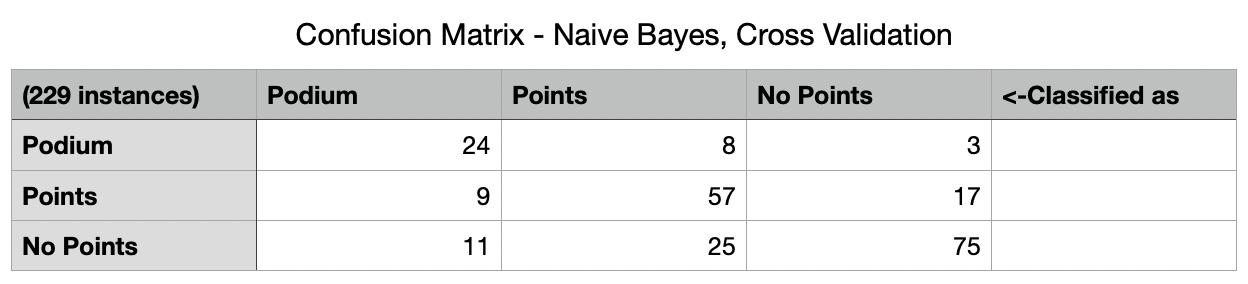 Confusion Matrix - Naive Bayes, Cross Validation
(229 instances) Podium Points No Points <-Classified as
Podium 24 8 3
Points 9 57 17
No Points 11 25 75